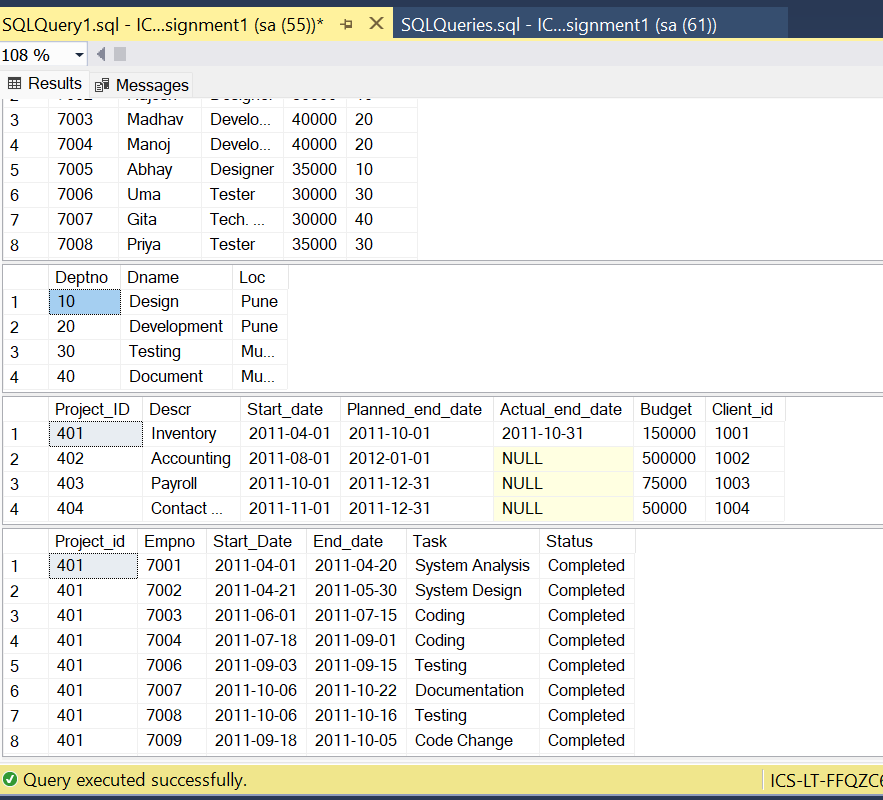 SQLQuery1.sql - IC...signment1 (sa (55))* SQLQueries.sql - IC...signment1 (sa (61))
108 %
Results Messages
3 7003 Madhav Develo... 40000 20
4 7004 Manoj Develo... 40000 20
5 7005 Abhay Designer 35000 10
6 7006 Uma Tester 30000 30
7 7007 Gita Tech. ... 30000 40
8 7008 Priya Tester 35000 30
Deptno Dname Loc
1 10 Design Pune
2 20 Development Pune
3 30 Testing Mu...
4 40 Document Mu...
Project_ID Descr Start_date Planned_end_date Actual_end_date Budget Client_id
1 401 Inventory 2011-04-01 2011-10-01 2011-10-31 150000 1001
2 402 Accounting 2011-08-01 2012-01-01 NULL 500000 1002
3 403 Payroll 2011-10-01 2011-12-31 NULL 75000 1003
4 404 Contact ... 2011-11-01 2011-12-31 NULL 50000 1004
Project_id Empno Start_Date End_date Task Status
1 401 7001 2011-04-01 2011-04-20 System Analysis Completed
2 401 7002 2011-04-21 2011-05-30 System Design Completed
3 401 7003 2011-06-01 2011-07-15 Coding Completed
4 401 7004 2011-07-18 2011-09-01 Coding Completed
5 401 7006 2011-09-03 2011-09-15 Testing Completed
6 401 7007 2011-10-06 2011-10-22 Documentation Completed
7 401 7008 2011-10-06 2011-10-16 Testing Completed
8 401 7009 2011-09-18 2011-10-05 Code Change Completed
Query executed successfully. ICS-LT-FFQZC6